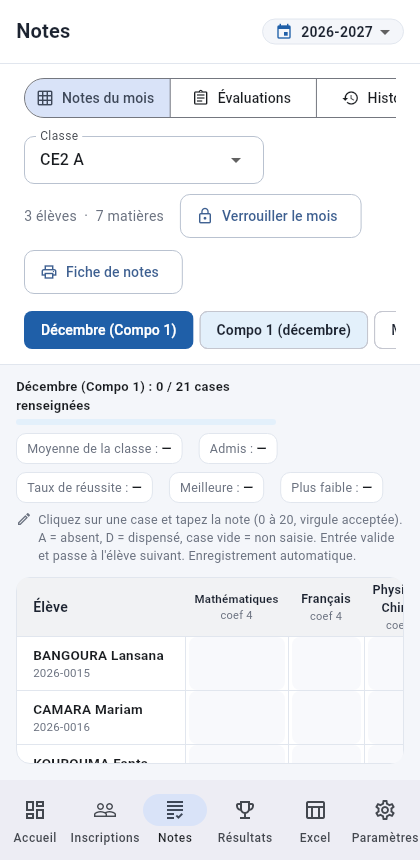 Notes
2026-2027
Notes du mois
Évaluations
Classe
CE2 A
3 élèves · 7 matières
Verrouiller le mois
Fiche de notes
Décembre (Compo 1)
Compo 1 (décembre)
Décembre (Compo 1) : 0 / 21 cases
renseignées
Moyenne de la classe : —
Admis : —
Taux de réussite : —
Meilleure : —
Plus faible : —
Cliquez sur une case et tapez la note (0 à 20, virgule acceptée).
A = absent, D = dispensé, case vide = non saisie. Entrée valide
et passe à l'élève suivant. Enregistrement automatique.
Élève
Mathématiques
coef 4
Français
coef 4
BANGOURA Lansana
2026-0015
CAMARA Mariam
2026-0016
Accueil
Inscriptions
Notes
Résultats
Excel
Paramètres